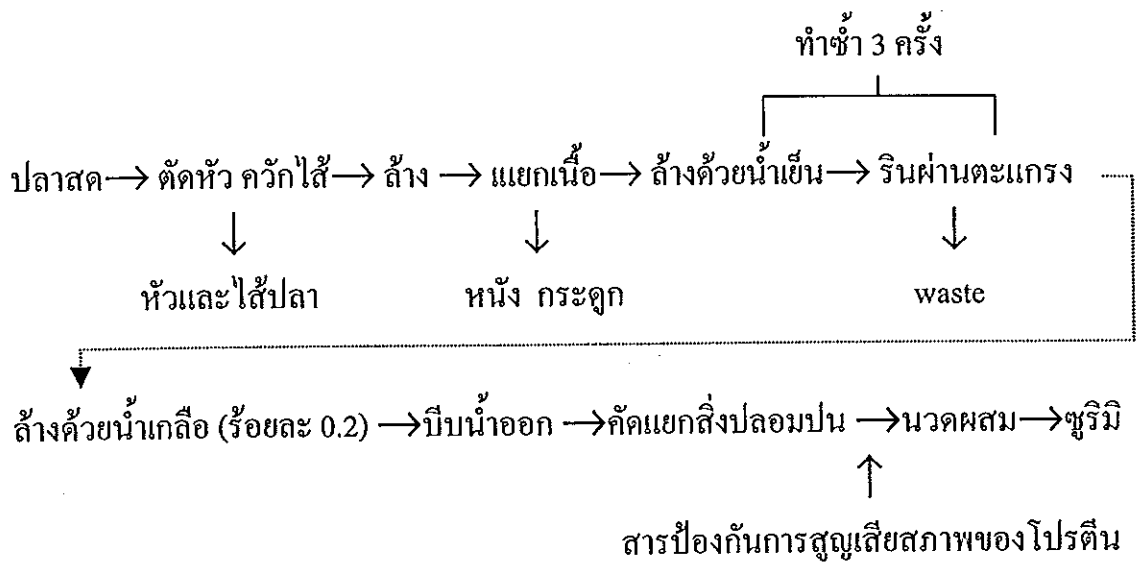 ทำซ้ำ 3 ครั้ง
ปลาสด → ตัดหัว ควักไส้ → ล้าง → แยกเนื้อ → ล้างด้วยน้ำเย็น → รินผ่านตะแกรง
หัวและไส้ปลา หนัง กระดูก waste
ล้างด้วยน้ำเกลือ (ร้อยละ 0.2) → บีบน้ำออก → คัดแยกสิ่งปลอมปน → นวดผสม → ซูริมิ
สารป้องกันการสูญเสียสภาพของโปรตีน